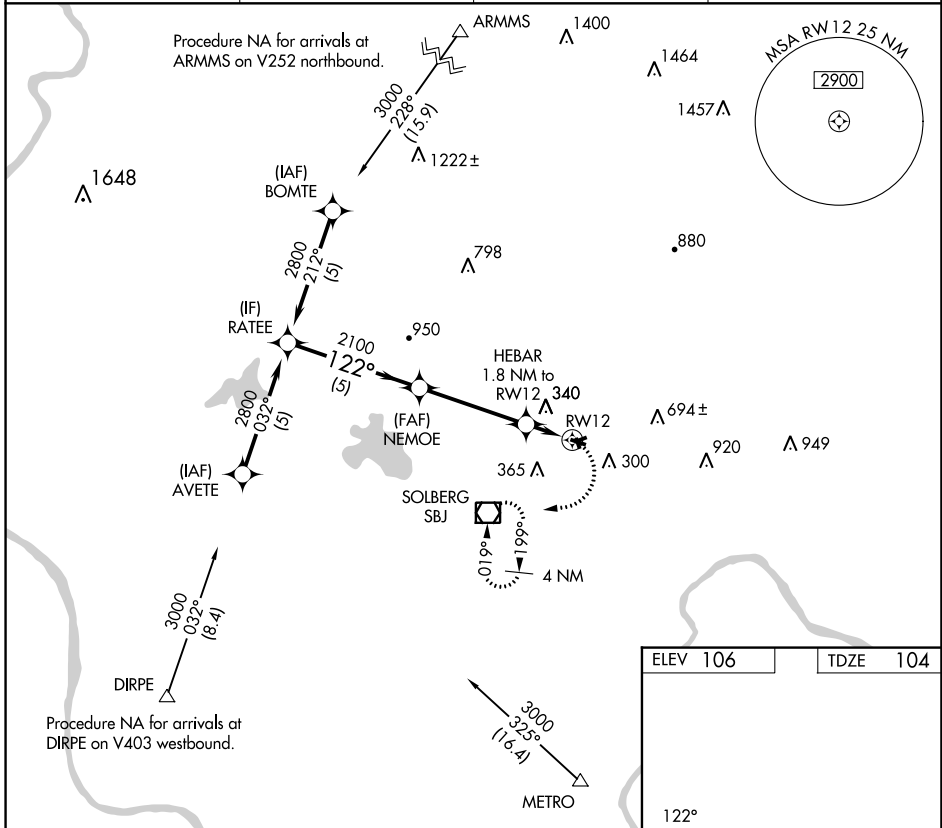 ARMMS
1400
Procedure NA for arrivals at
ARMMS on V252 northbound.
MSA RW12 25 NM
2900
1464
1457
3000
228°
(15.9)
1222±
1648
(IAF)
BOMTE
2800
212°
(5)
798
880
(IF)
RATEE
950
2100
122°
(5)
HEBAR
1.8 NM to
RW12
340
(FAF)
NEMOE
RW12
694±
2800
032°
(5)
(IAF)
AVETE
365
300
920
949
SOLBERG
SBJ
019°
199°
4 NM
3000
032°
(8.4)
DIRPE
Procedure NA for arrivals at
DIRPE on V403 westbound.
3000
325°
(16.4)
METRO
ELEV 106
TDZE 104
122°